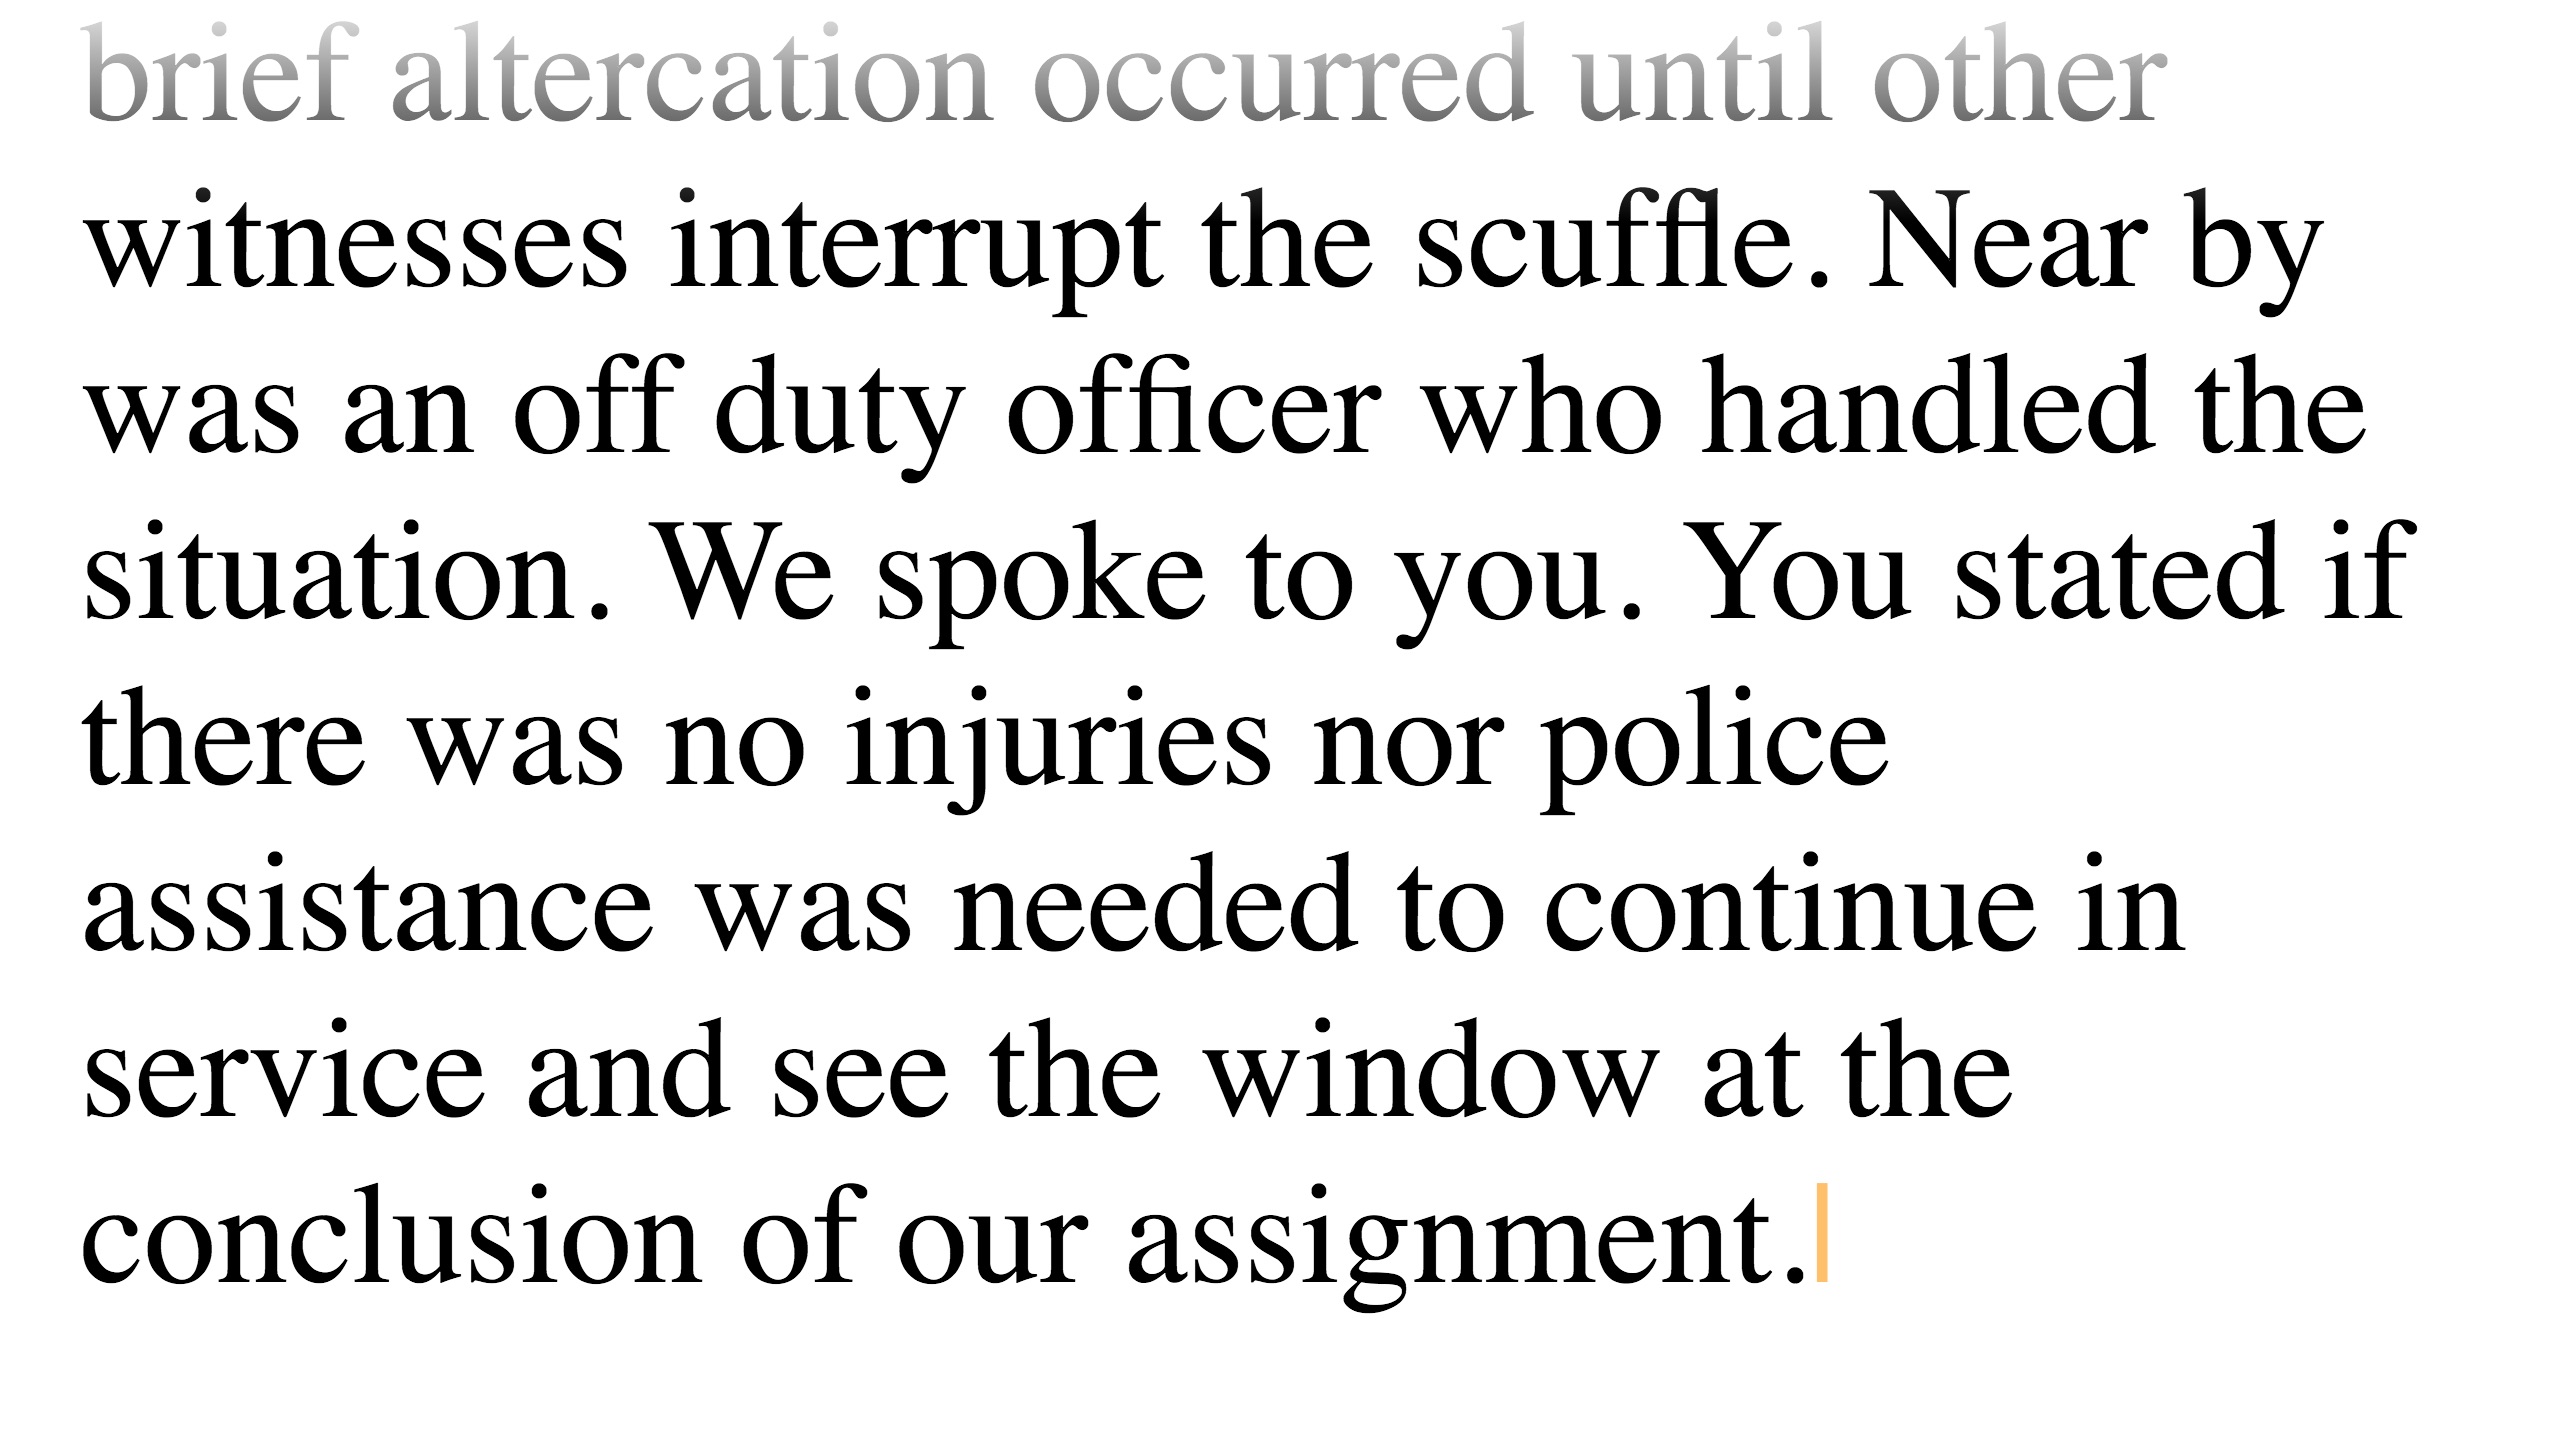 brief altercation occurred until other
witnesses interrupt the scuffle. Near by
was an off duty officer who handled the
situation. We spoke to you. You stated if
there was no injuries nor police
assistance was needed to continue in
service and see the window at the
conclusion of our assignment.